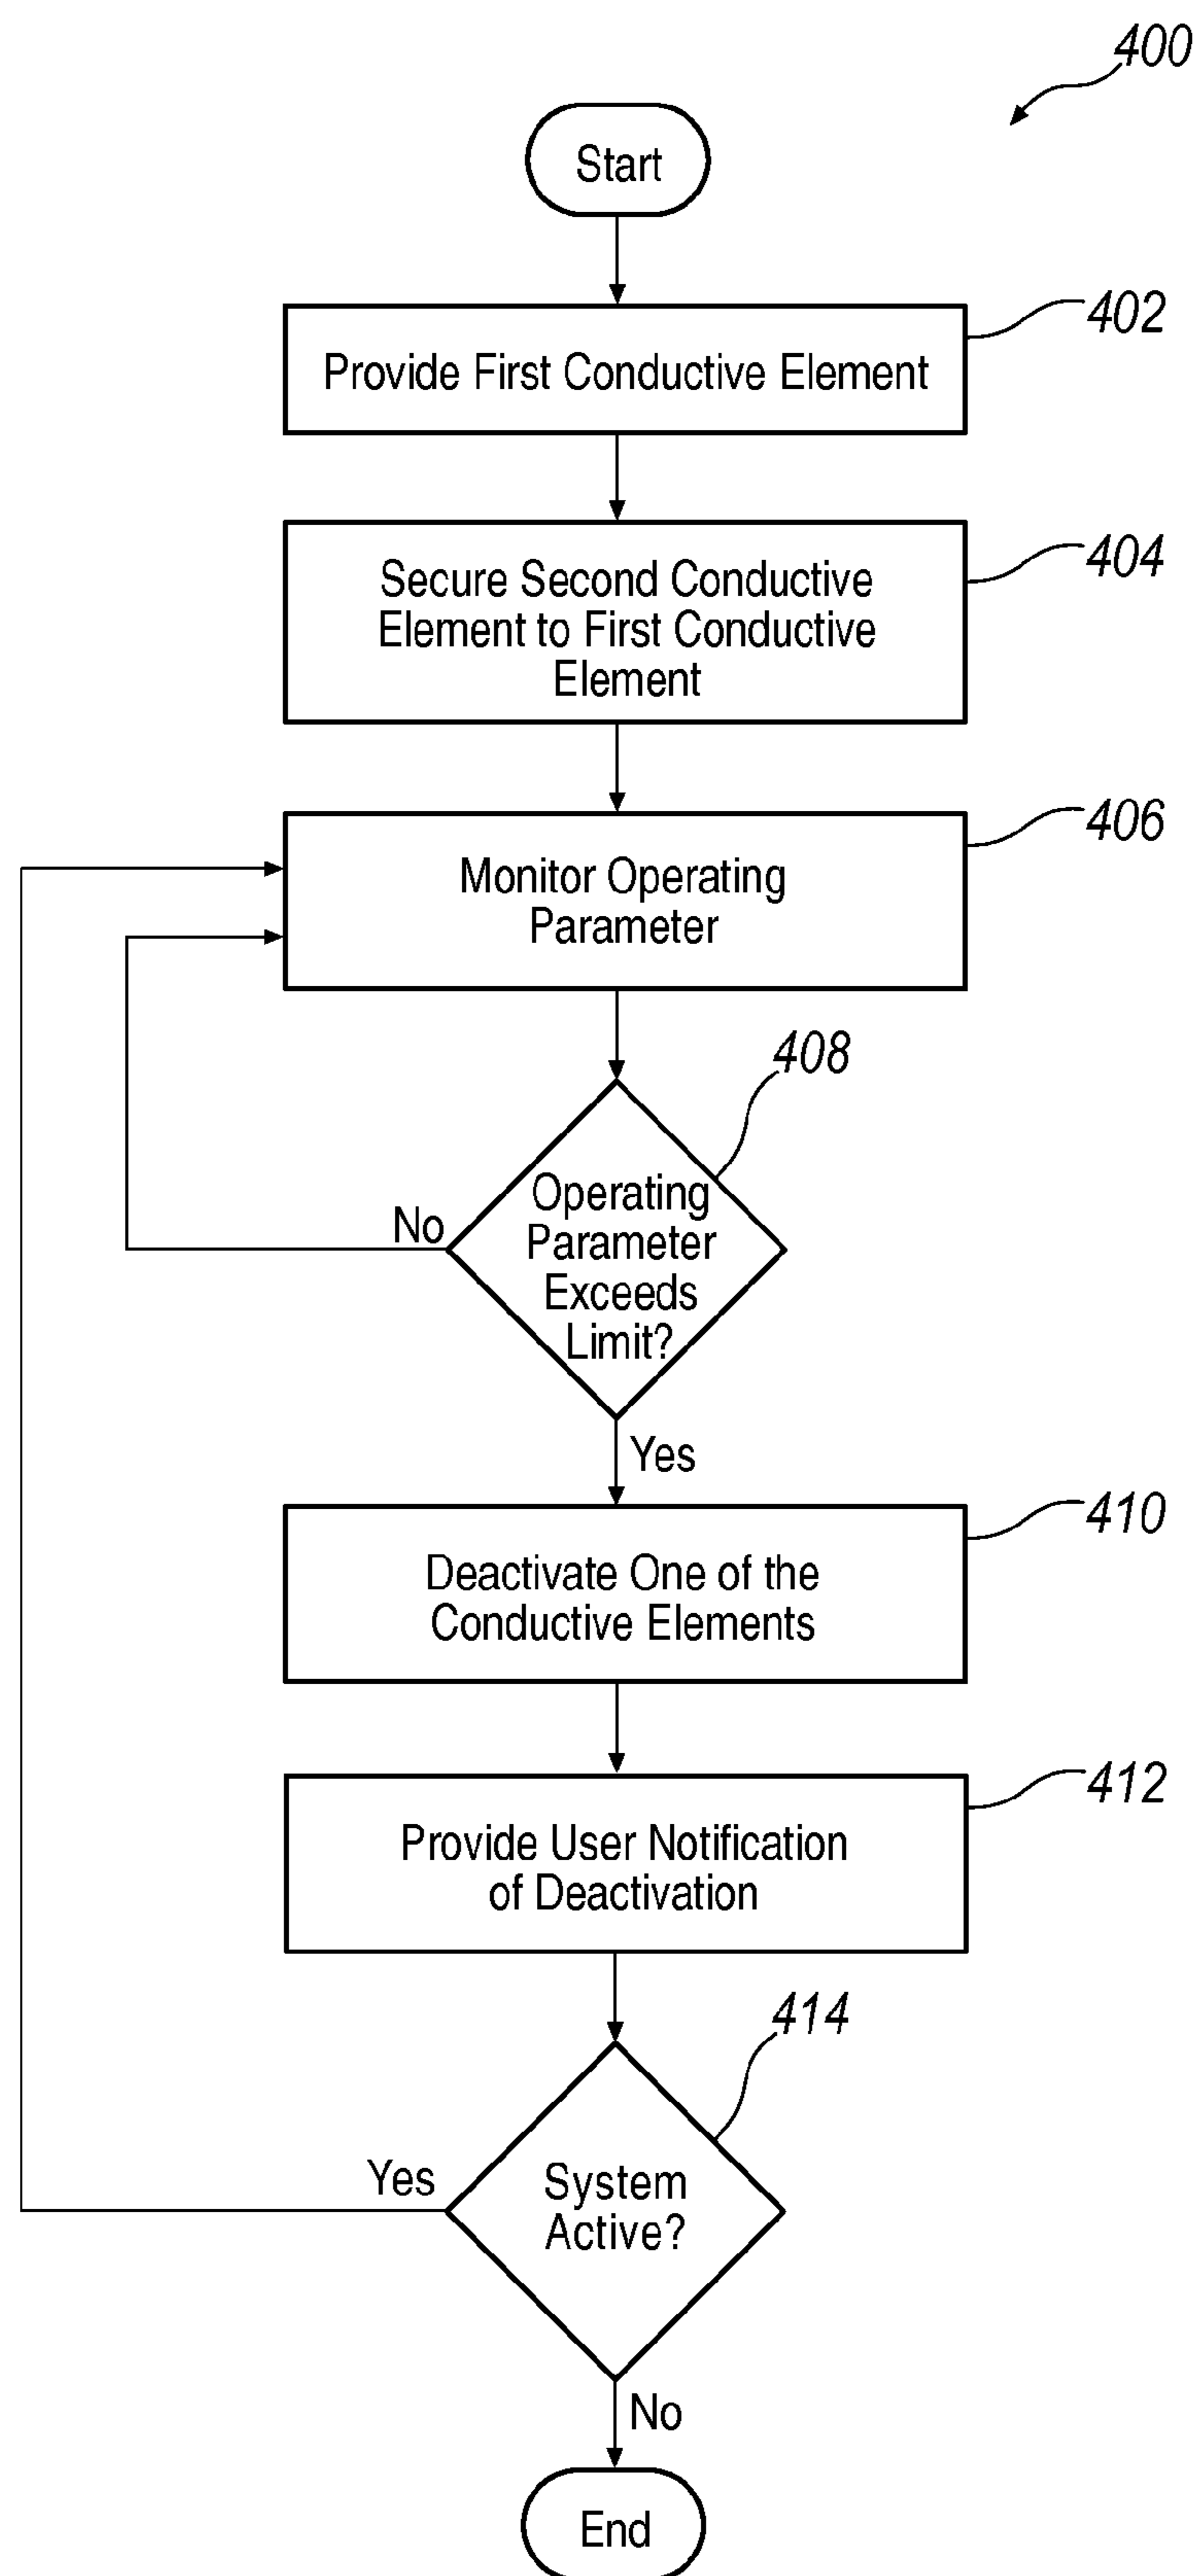 400
Start
402
Provide First Conductive Element
404
Secure Second Conductive
Element to First Conductive
Element
406
Monitor Operating
Parameter
408
Operating
Parameter
Exceeds
Limit?
No
Yes
410
Deactivate One of the
Conductive Elements
412
Provide User Notification
of Deactivation
414
System
Active?
Yes
No
End